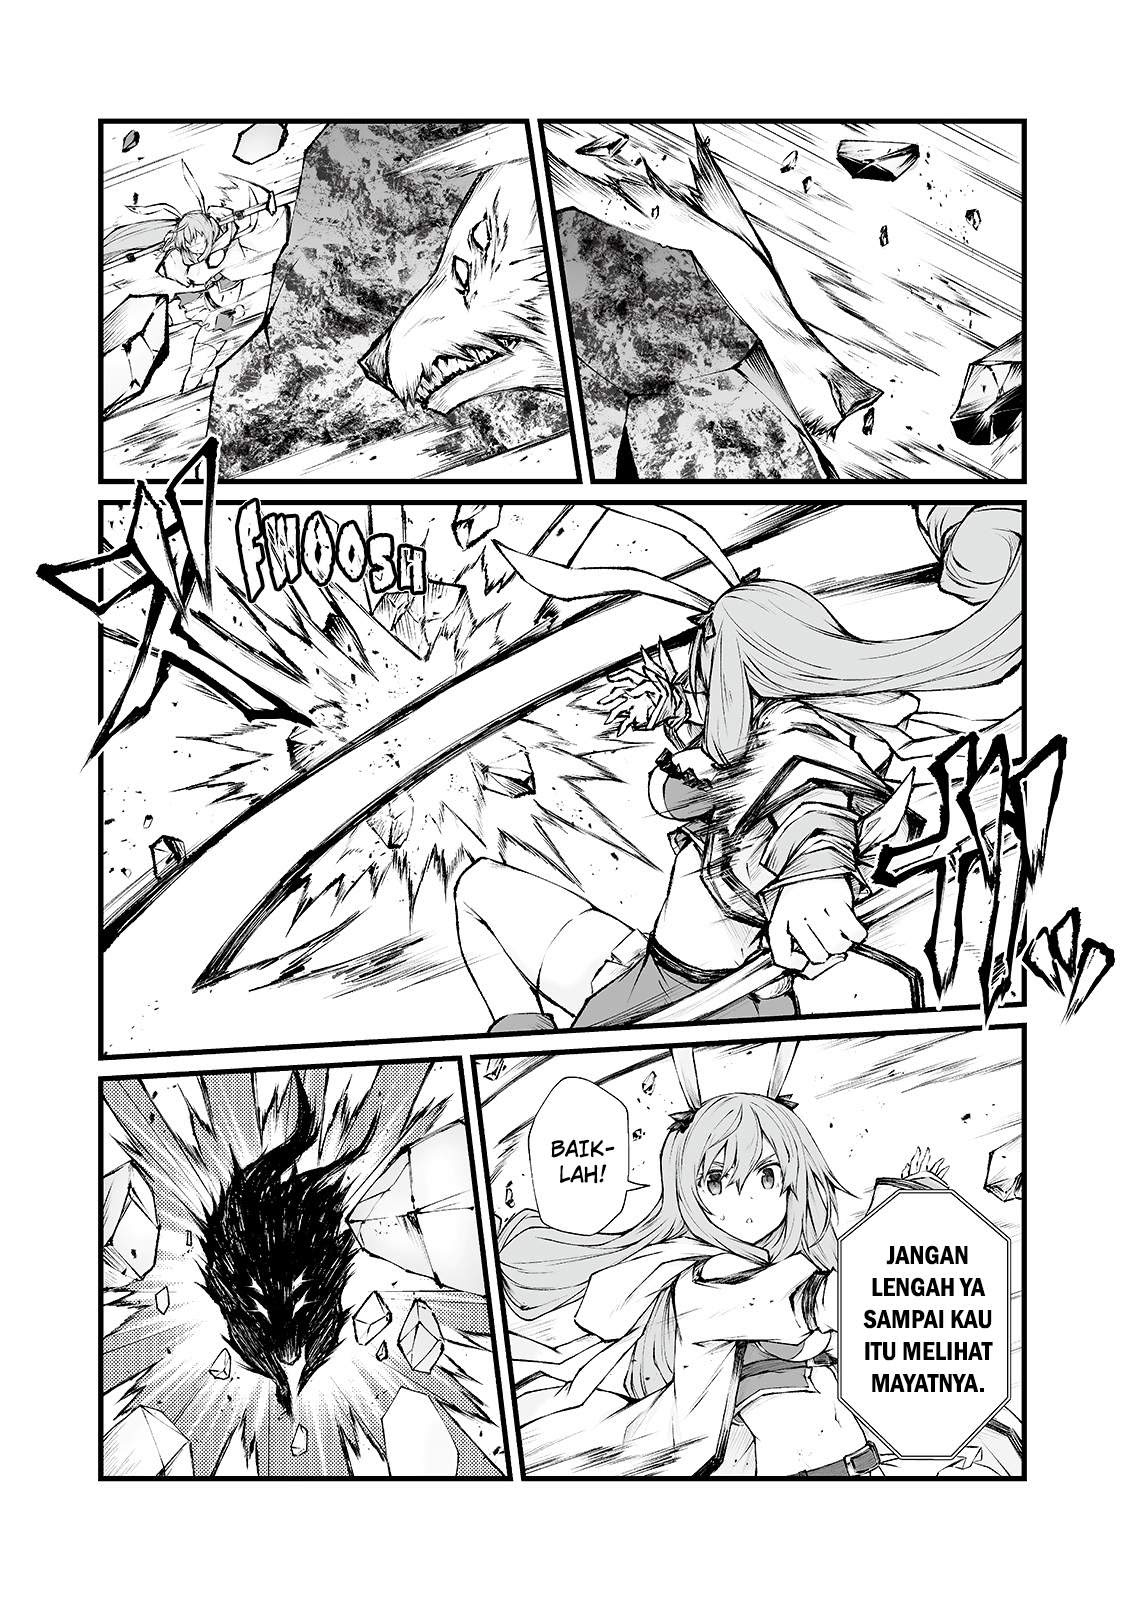 FWOOSH
JANGAN
LENGAH YA
SAMPAI KAU
ITU MELIHAT
MAYATNYA.
BAIK-
LAH!